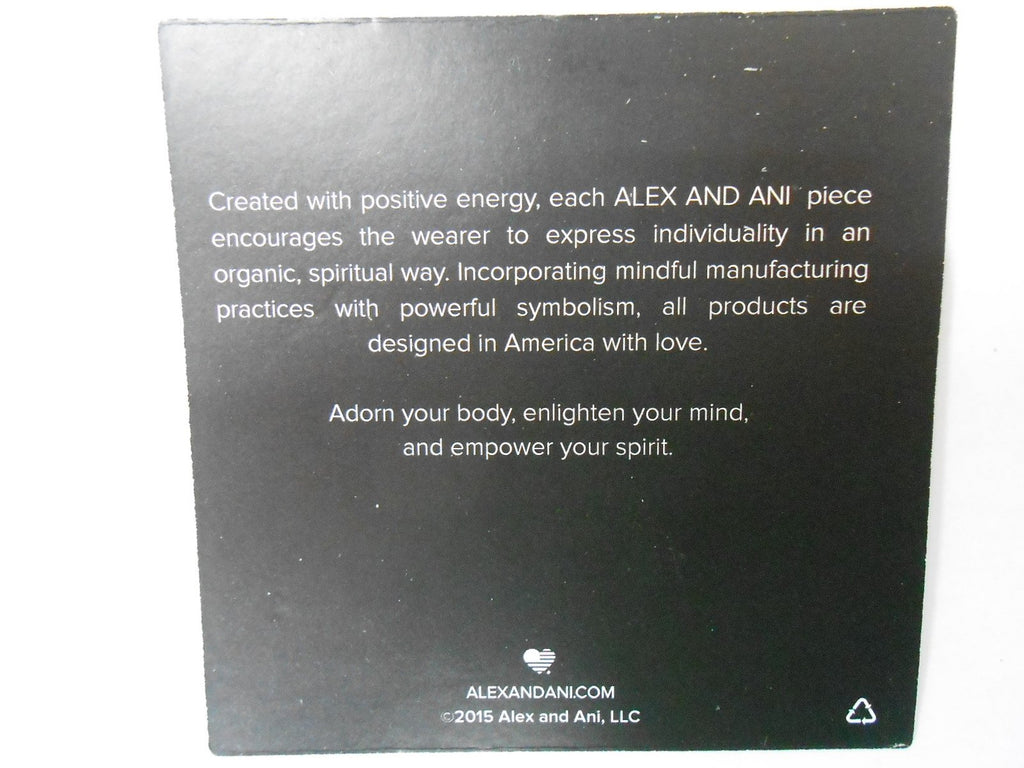 Created with positive energy, each ALEX AND ANI piece
encourages the wearer to express individuality in an
organic, spiritual way. Incorporating mindful manufacturing
practices with powerful symbolism, all products are
designed in America with love.
Adorn your body, enlighten your mind,
and empower your spirit.
ALEXANDANI.COM
©2015 Alex and Ani, LLC